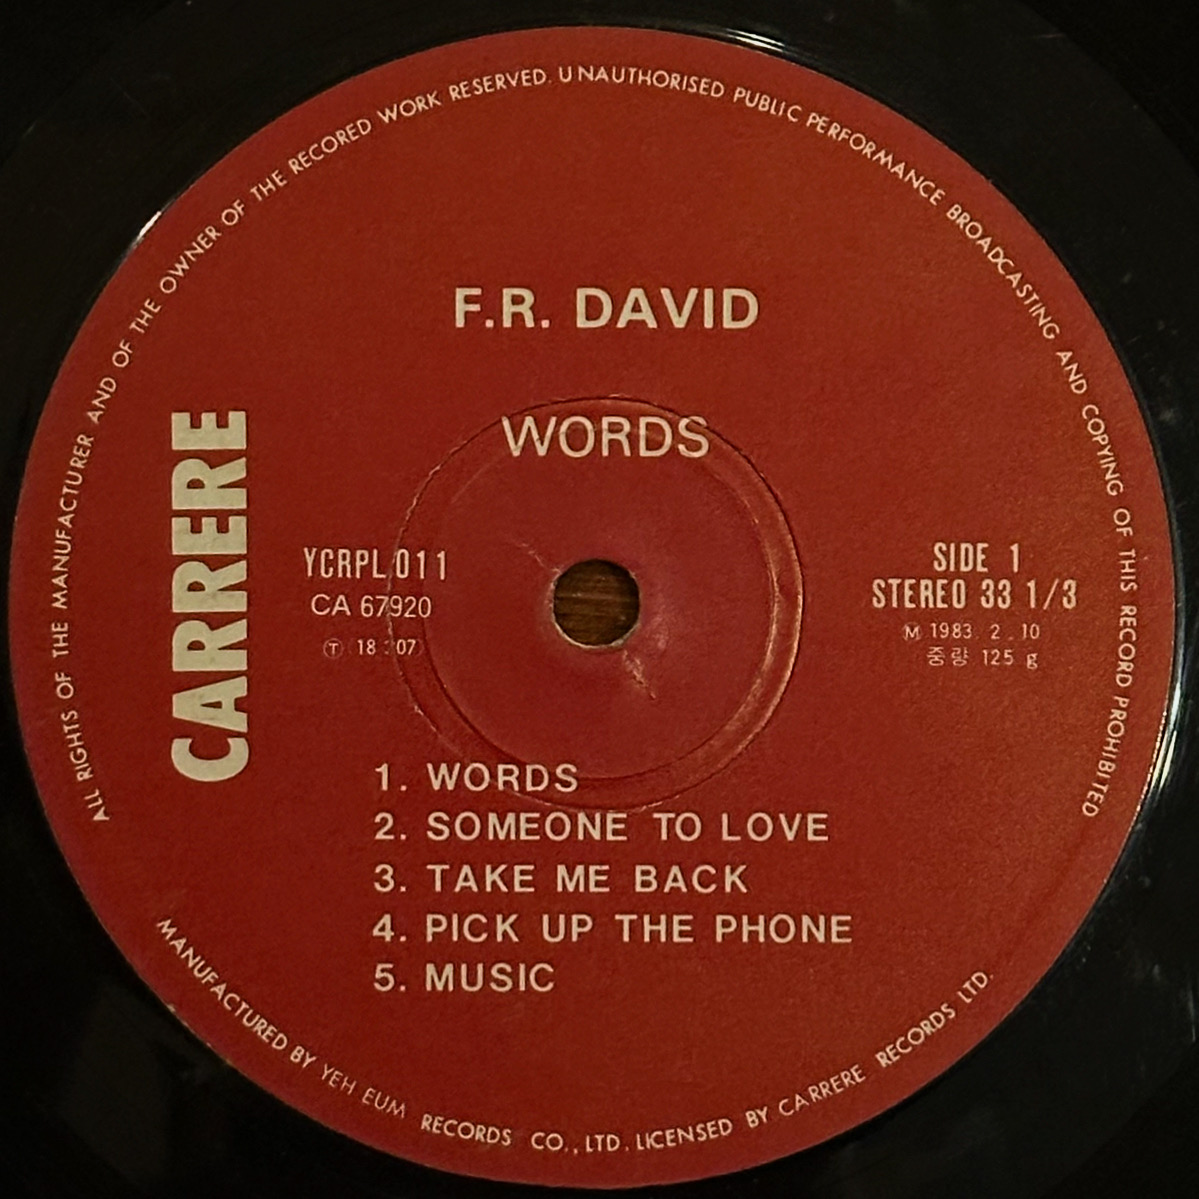 ALL RIGHTS OF THE MANUFACTURER AND OF THE OWNER OF THE RECORED WORK RESERVED. UNAUTHORISED PUBLIC PERFORMANCE BROADCASTING AND COPYING OF THIS RECORD PROHIBITED
F.R. DAVID
WORDS
CARRERE
YCRPL 011
CA 67920
Ⓣ 18 07
SIDE 1
STEREO 33 1/3
Ⓜ 1983. 2. 10
중량 125 g
1. WORDS
2. SOMEONE TO LOVE
3. TAKE ME BACK
4. PICK UP THE PHONE
5. MUSIC
MANUFACTURED BY YEH EUM RECORDS CO., LTD. LICENSED BY CARRERE RECORDS LTD.